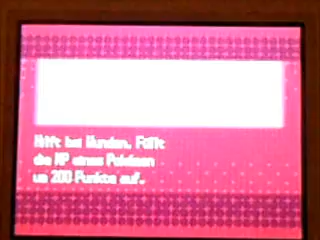 Hilft bei Wunden. Füllt
die KP eines Pokémon
um 200 Punkte auf.